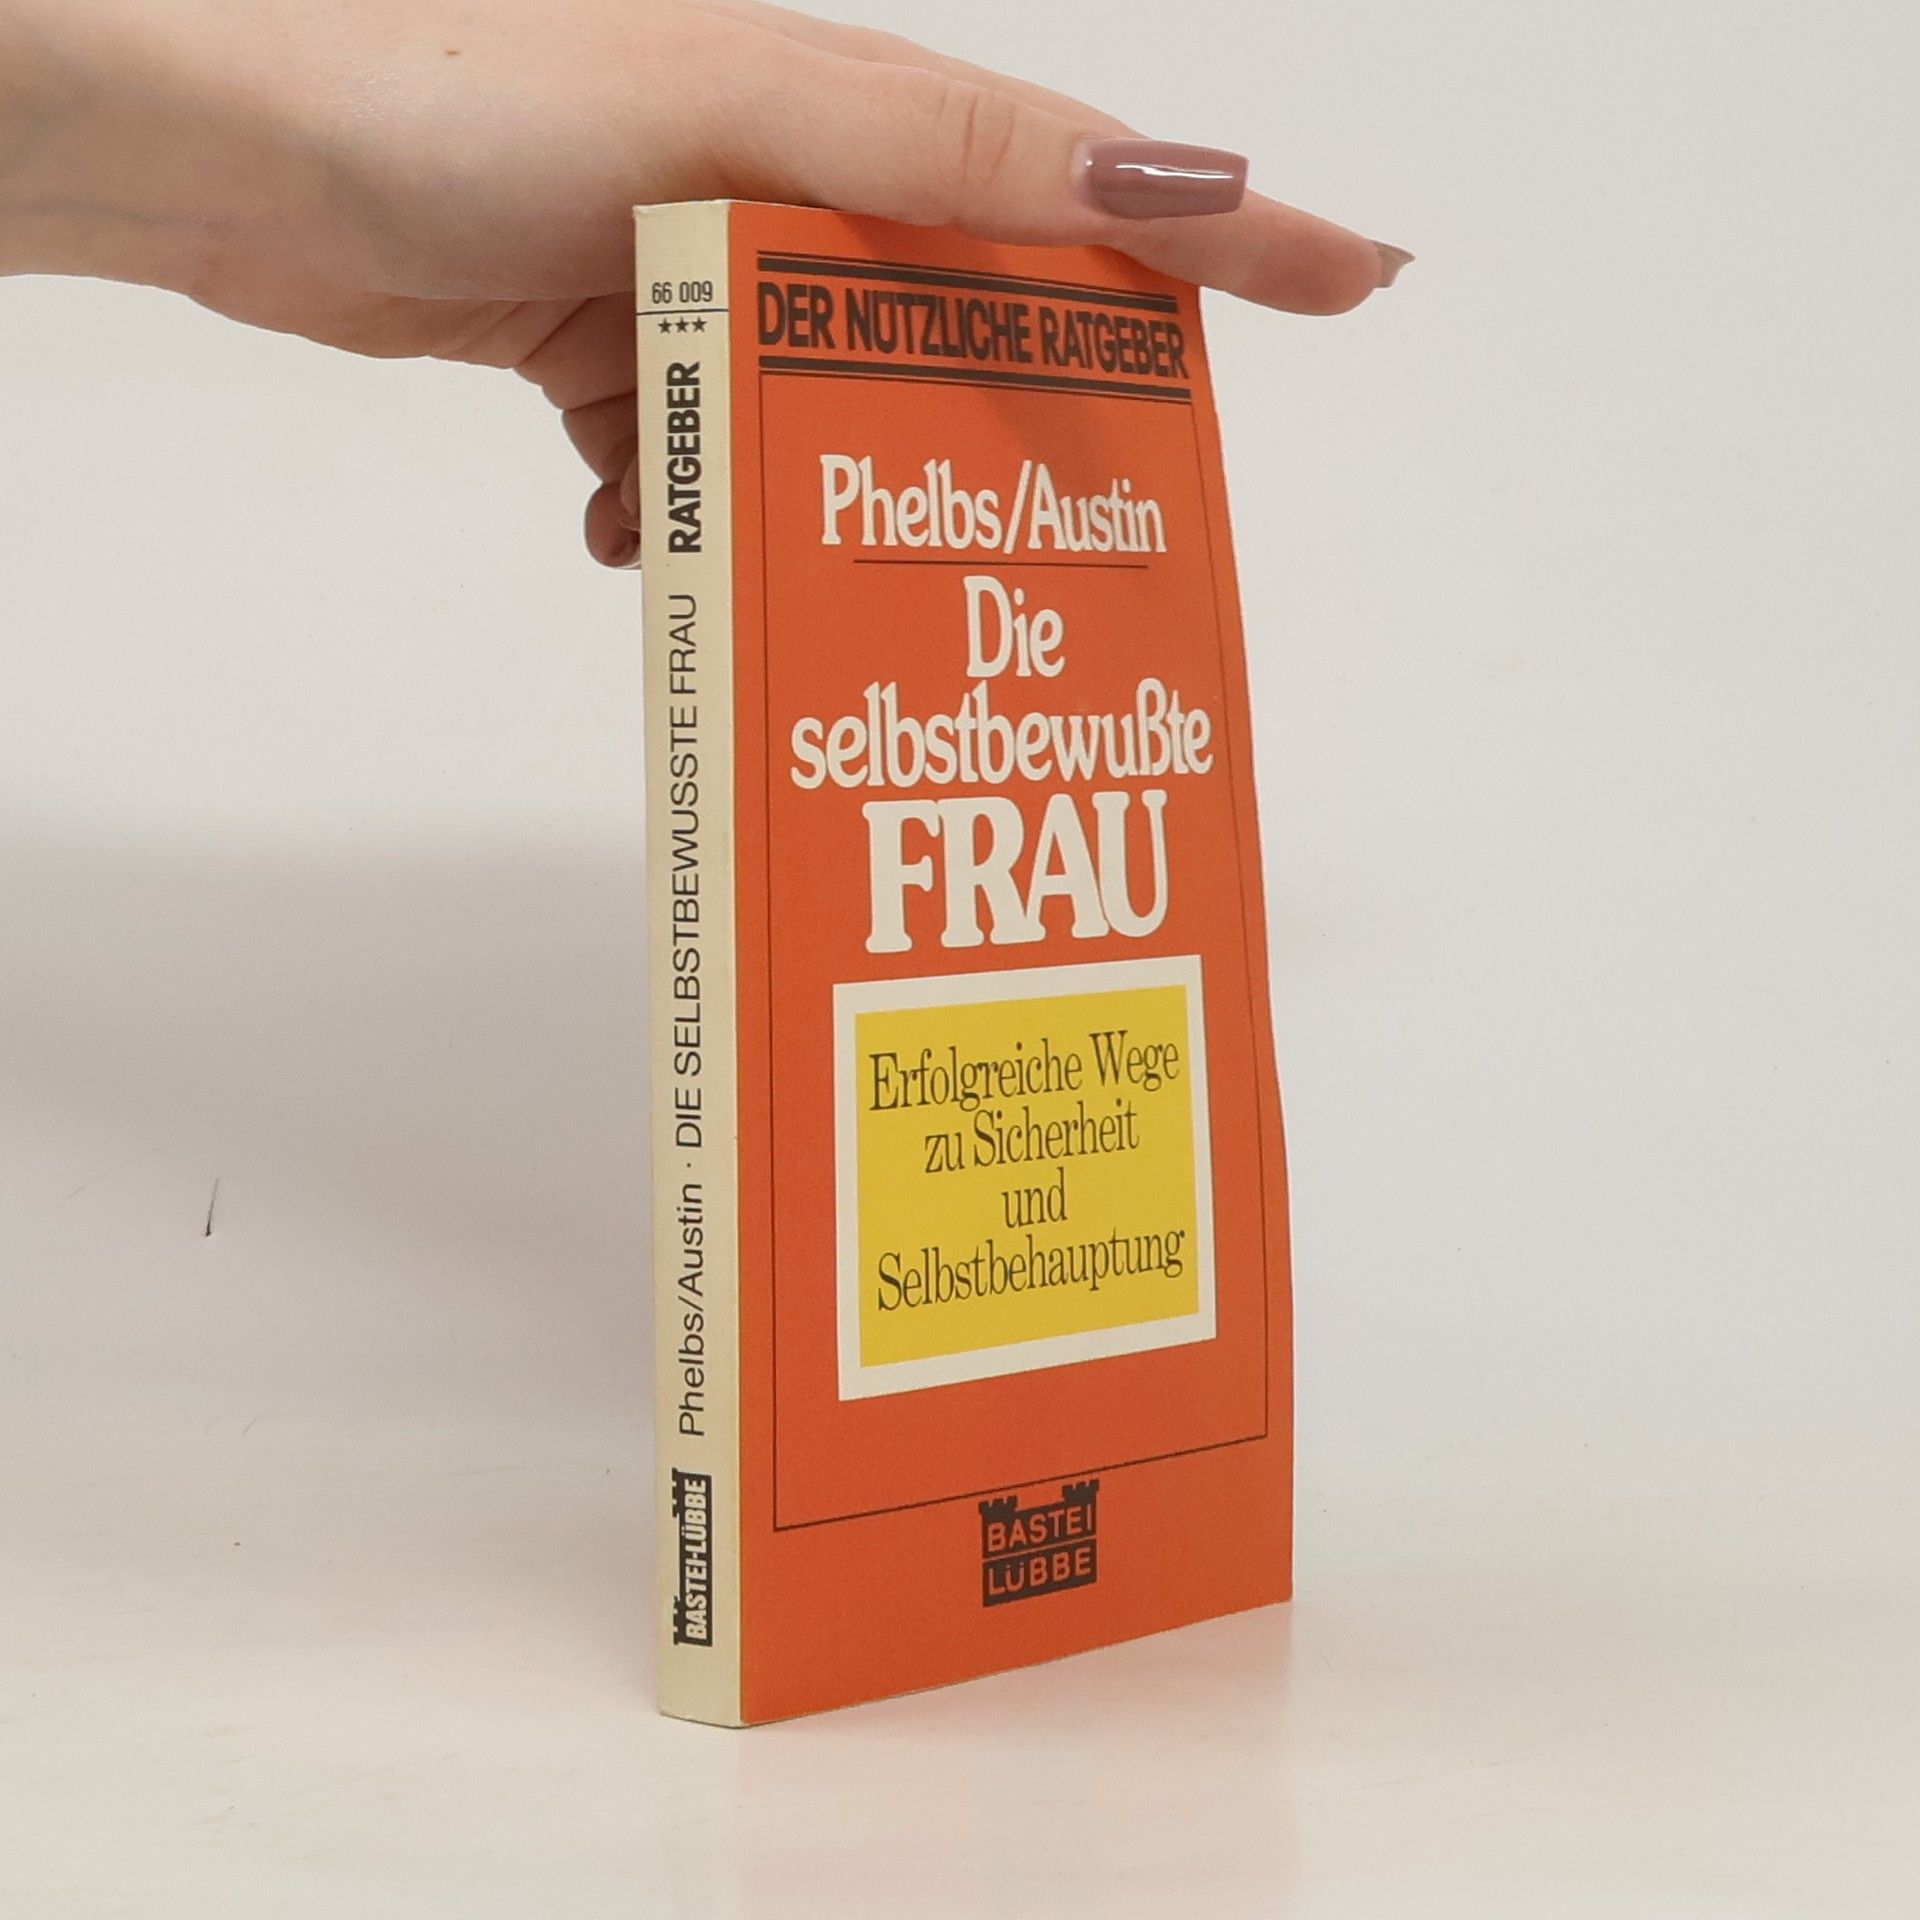 66 009
★★★
RATGEBER
Phelbs/Austin · DIE SELBSTBEWUSSTE FRAU
BASTEI-LÜBBE
DER NÜTZLICHE RATGEBER
Phelbs/Austin
Die
selbstbewußte
FRAU
Erfolgreiche Wege
zu Sicherheit
und
Selbstbehauptung
BASTEI
LÜBBE